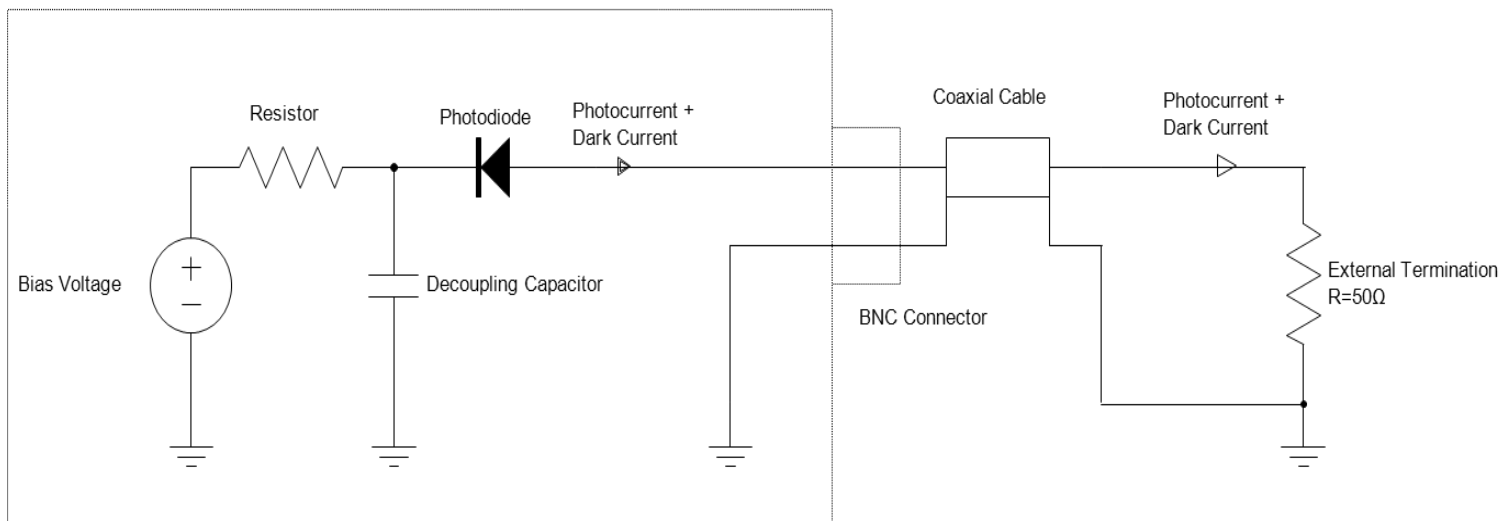 Resistor
Photodiode
Photocurrent +
Dark Current
Coaxial Cable
Photocurrent +
Dark Current
Bias Voltage
Decoupling Capacitor
BNC Connector
External Termination
R=50Ω